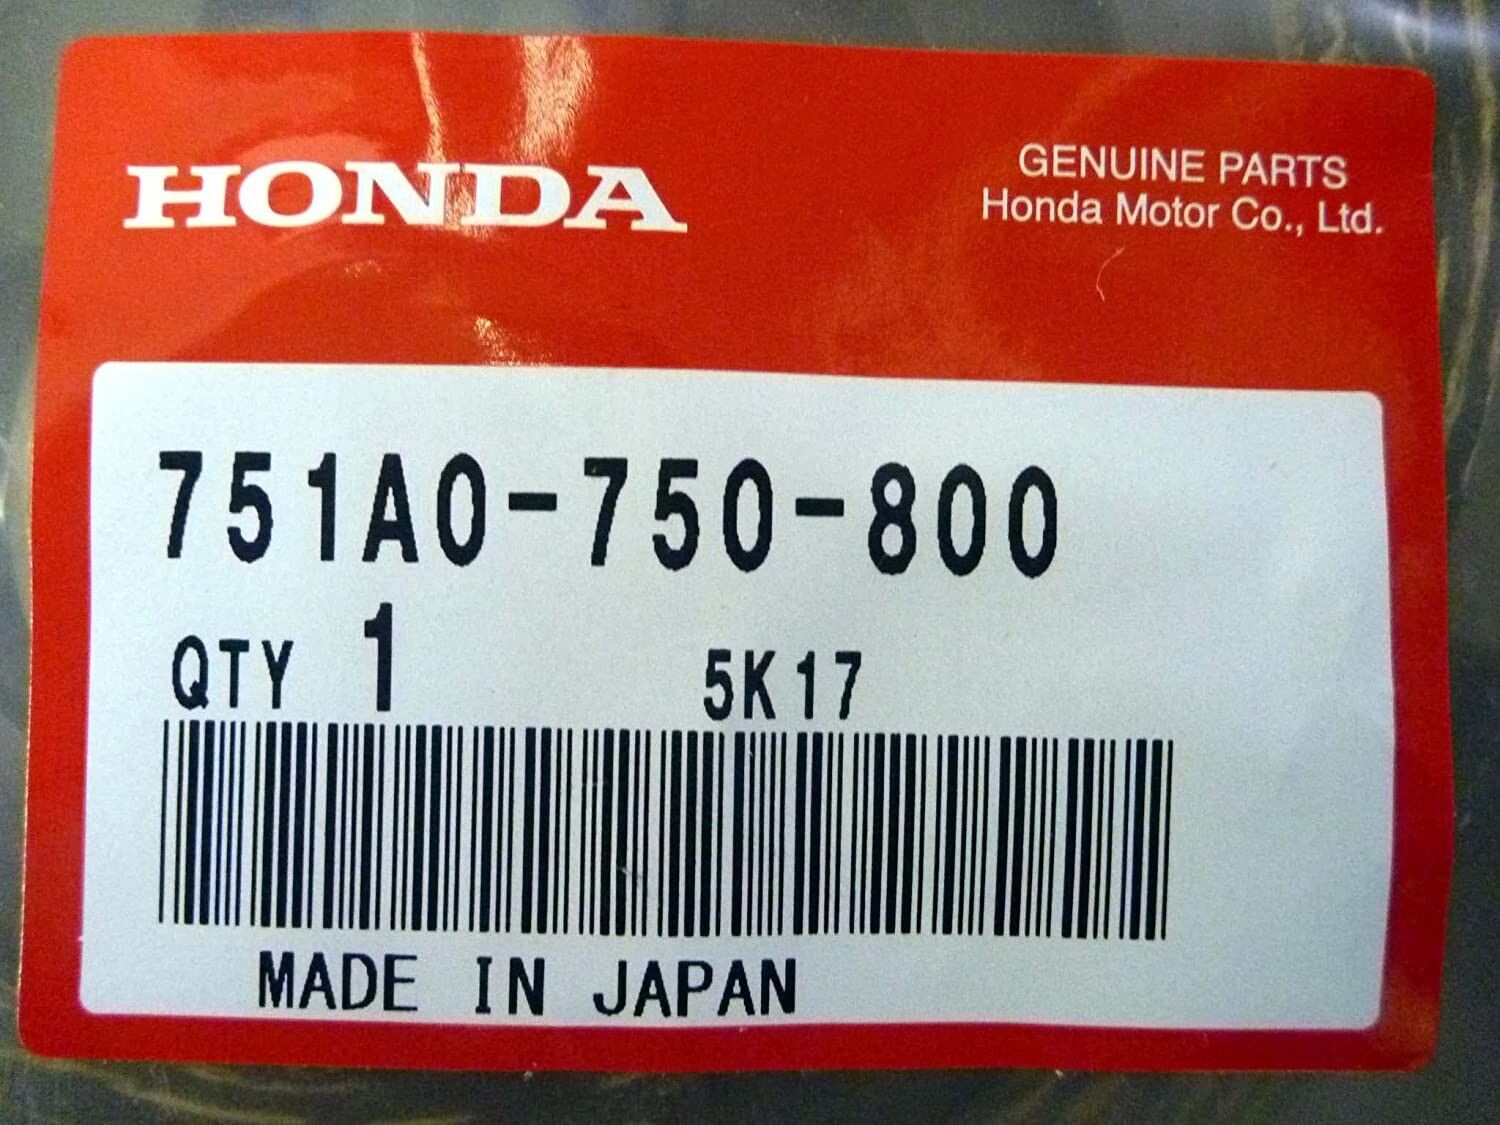 HONDA
GENUINE PARTS
Honda Motor Co., Ltd.
751A0-750-800
QTY 1 5K17
MADE IN JAPAN